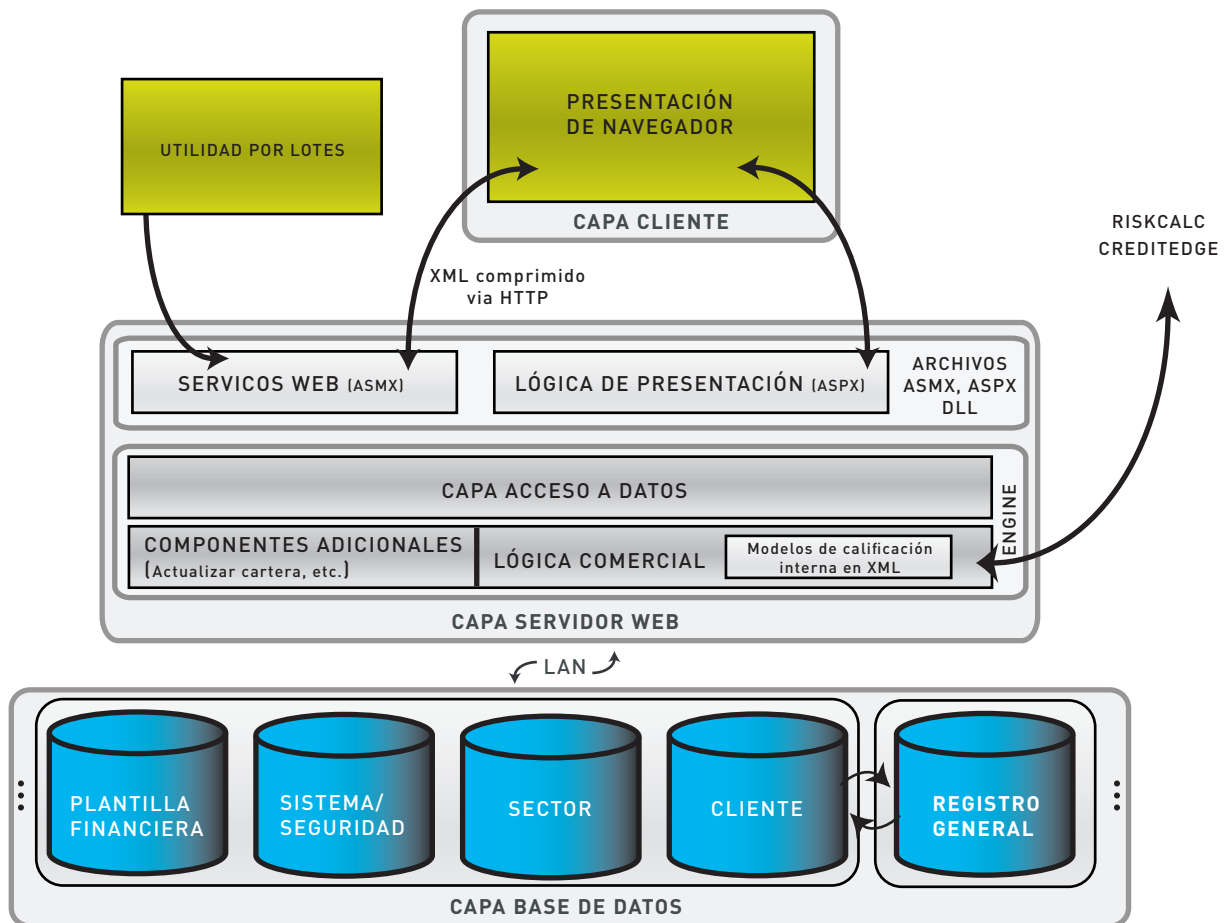 PRESENTACIÓN
DE NAVEGADOR
UTILIDAD POR LOTES
CAPA CLIENTE
RISKCALC
CREDITEDGE
XML comprimido
via HTTP
SERVICOS WEB (ASMX)
LÓGICA DE PRESENTACIÓN (ASPX)
ARCHIVOS
ASMX, ASPX
DLL
CAPA ACCESO A DATOS
ENGINE
COMPONENTES ADICIONALES
(Actualizar cartera, etc.)
LÓGICA COMERCIAL
Modelos de calificación
interna en XML
CAPA SERVIDOR WEB
LAN
PLANTILLA
FINANCIERA
SISTEMA/
SEGURIDAD
SECTOR
CLIENTE
REGISTRO
GENERAL
CAPA BASE DE DATOS